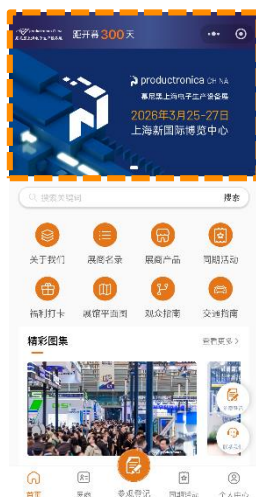 距开幕300天
productronica CHINA
慕尼黑上海电子生产设备展
2026年3月25-27日
上海新国际博览中心
搜索关键词
搜索
关于我们 展商名录 展商产品 同期活动
福利打卡 展馆平面图 观众指南 交通指南
精彩图集
查看更多>
首页 展商 参观登记 同期活动 个人中心